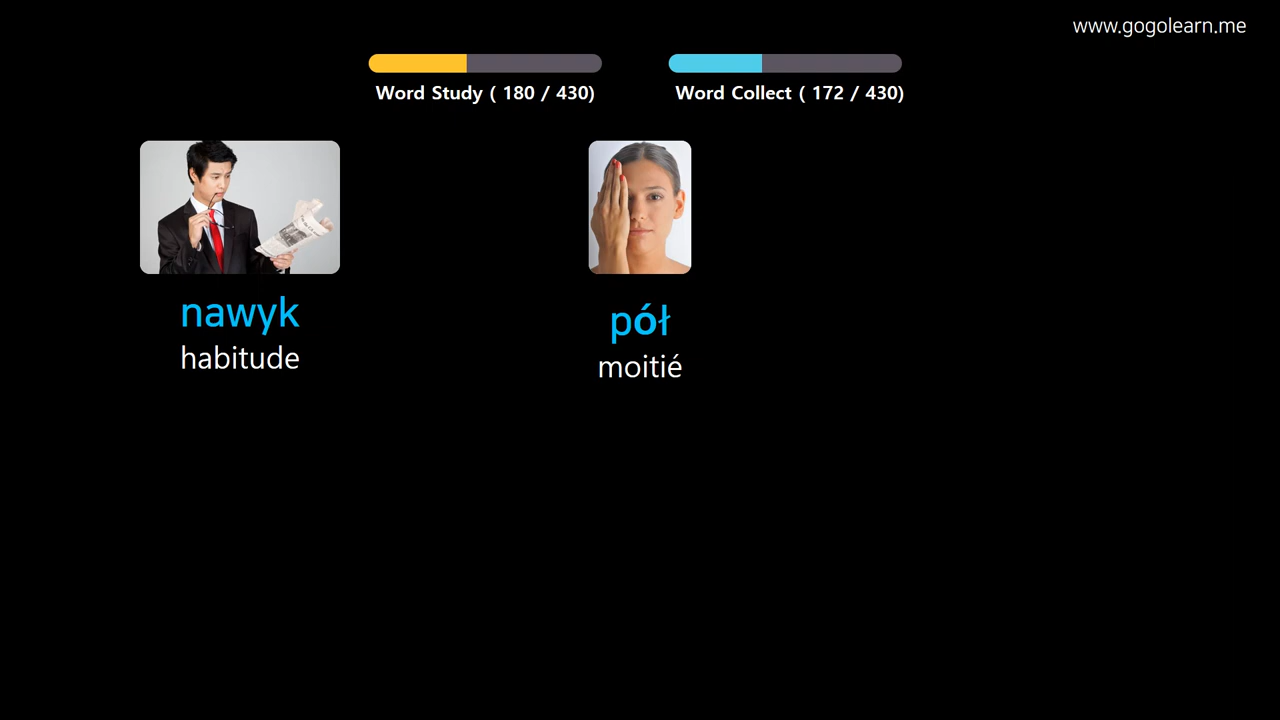 www.gogolearn.me
Word Study ( 180 / 430)
Word Collect ( 172 / 430)
nawyk
habitude
pół
moitié